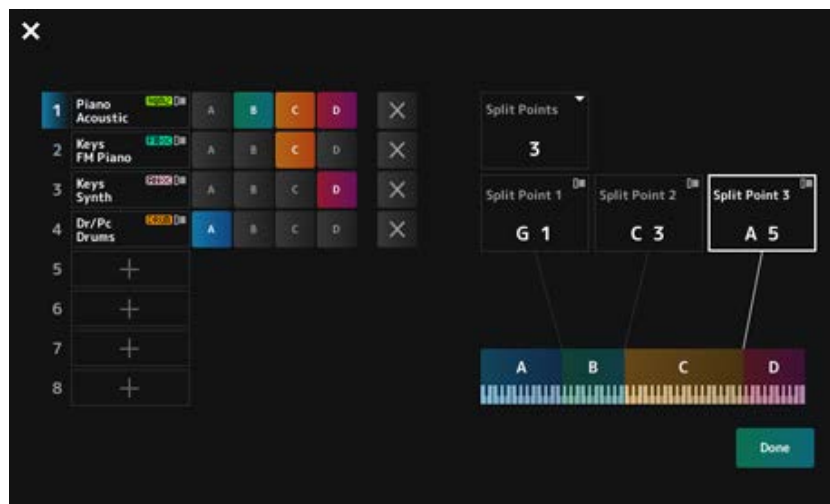 1 Piano Acoustic A B C D
2 Keys FM Piano A B C D
3 Keys Synth A B C D
4 Dr/Pc Drums A B C D
5
6
7
8
Split Points
3
Split Point 1 Split Point 2 Split Point 3
G 1 C 3 A 5
A B C D
Done